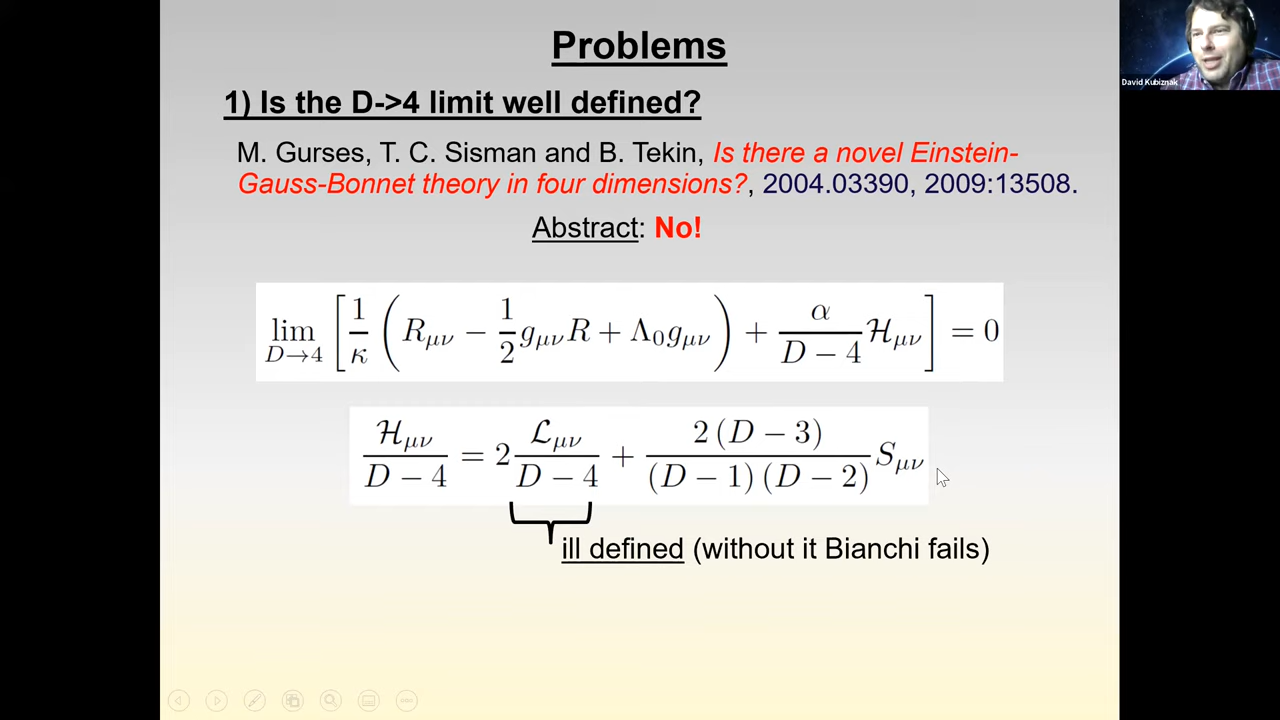 Problems
David Kubiznak
1) Is the D->4 limit well defined?
M. Gurses, T. C. Sisman and B. Tekin, Is there a novel Einstein-
Gauss-Bonnet theory in four dimensions?, 2004.03390, 2009:13508.
Abstract: No!
lim_{D→4} [ 1/κ ( R_{μν} − 1/2 g_{μν} R + Λ_0 g_{μν} ) + α/(D − 4) ℋ_{μν} ] = 0
ℋ_{μν}/(D − 4) = 2 ℒ_{μν}/(D − 4) + 2 (D − 3)/((D − 1) (D − 2)) S_{μν}
ill defined (without it Bianchi fails)